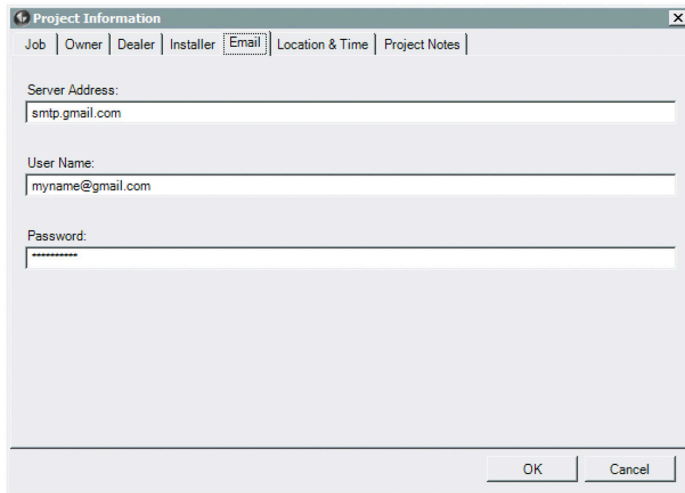 Project Information
Job Owner Dealer Installer Email Location & Time Project Notes
Server Address:
smtp.gmail.com
User Name:
myname@gmail.com
Password:
**********
OK Cancel